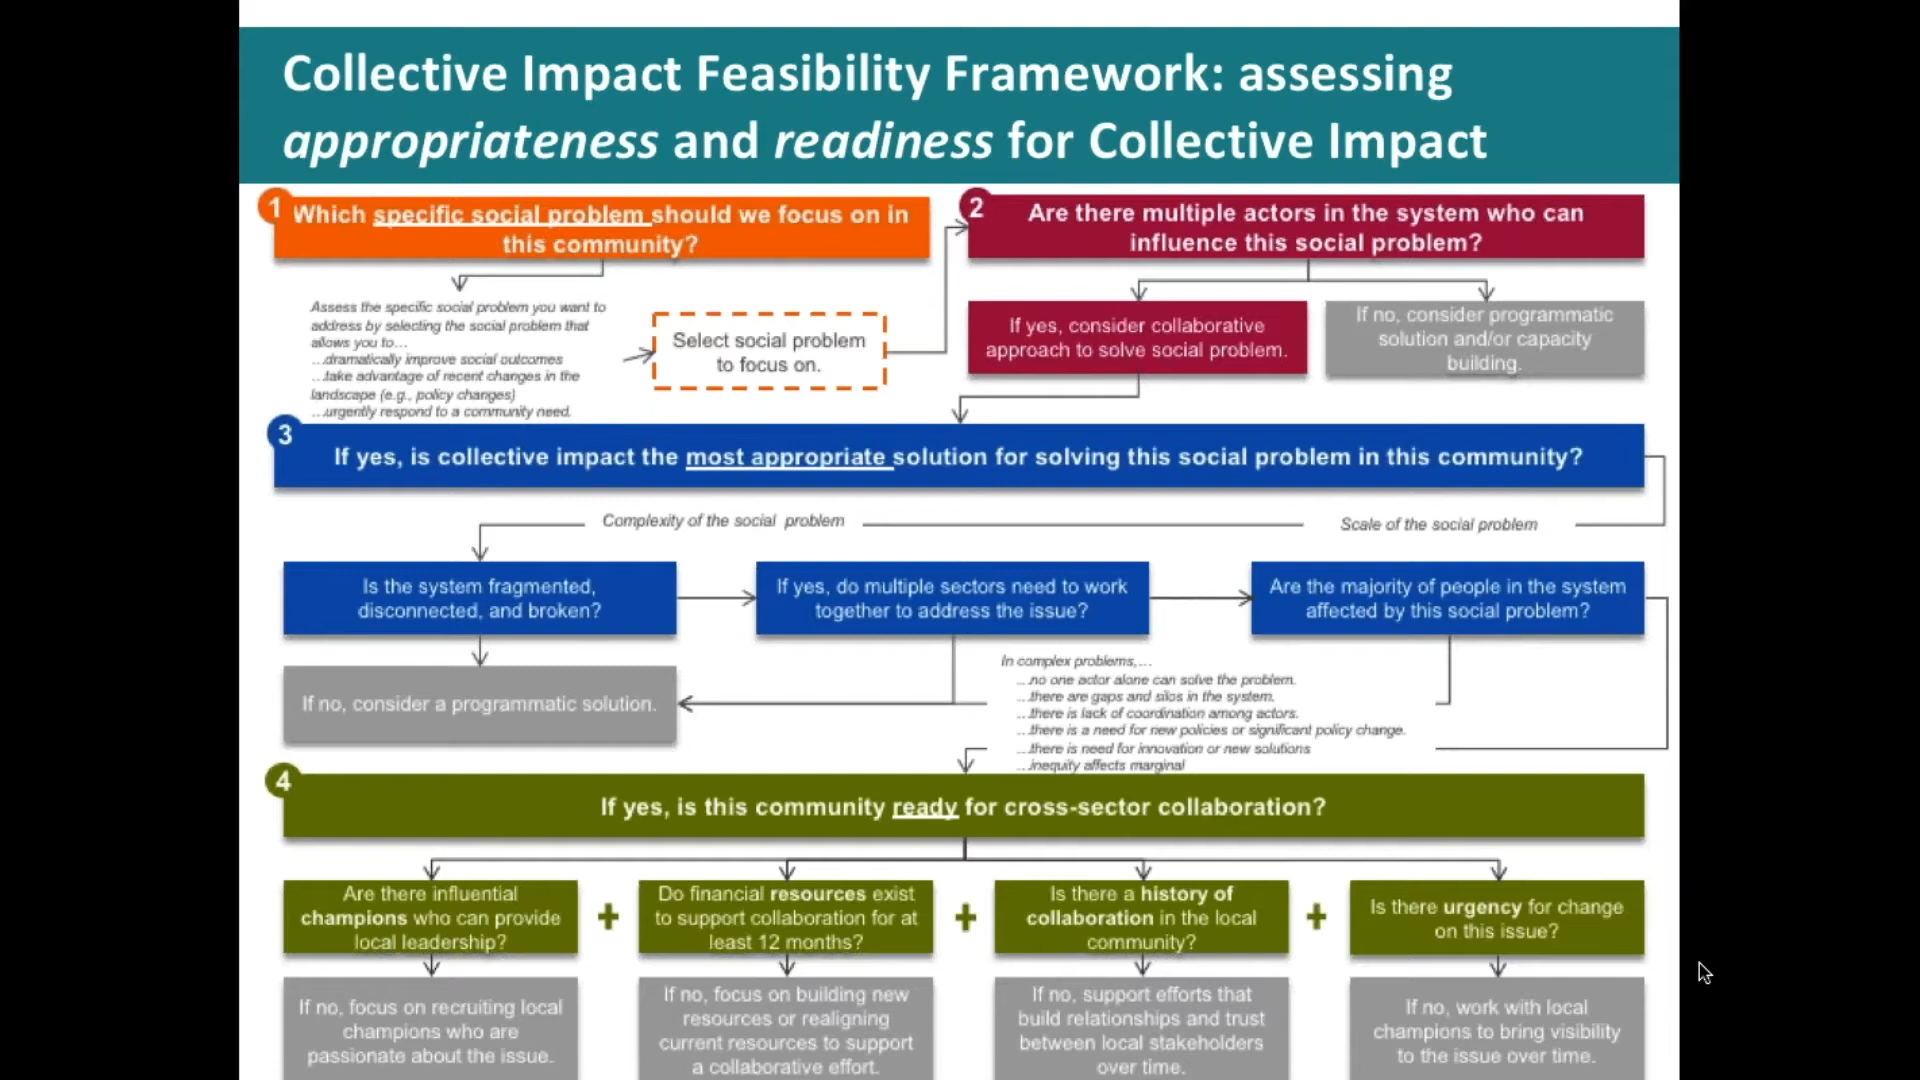 Collective Impact Feasibility Framework: assessing
appropriateness and readiness for Collective Impact
1
Which specific social problem should we focus on in
this community?
Assess the specific social problem you want to
address by selecting the social problem that
allows you to…
…dramatically improve social outcomes
…take advantage of recent changes in the
landscape (e.g., policy changes)
…urgently respond to a community need.
Select social problem
to focus on.
2
Are there multiple actors in the system who can
influence this social problem?
If yes, consider collaborative
approach to solve social problem.
If no, consider programmatic
solution and/or capacity
building.
3
If yes, is collective impact the most appropriate solution for solving this social problem in this community?
Complexity of the social problem
Scale of the social problem
Is the system fragmented,
disconnected, and broken?
If yes, do multiple sectors need to work
together to address the issue?
Are the majority of people in the system
affected by this social problem?
If no, consider a programmatic solution.
In complex problems,…
…no one actor alone can solve the problem.
…there are gaps and silos in the system.
…there is lack of coordination among actors.
…there is a need for new policies or significant policy change.
…there is need for innovation or new solutions
…inequity affects marginal
4
If yes, is this community ready for cross-sector collaboration?
Are there influential
champions who can provide
local leadership?
+
Do financial resources exist
to support collaboration for at
least 12 months?
+
Is there a history of
collaboration in the local
community?
+
Is there urgency for change
on this issue?
If no, focus on recruiting local
champions who are
passionate about the issue.
If no, focus on building new
resources or realigning
current resources to support
a collaborative effort.
If no, support efforts that
build relationships and trust
between local stakeholders
over time.
If no, work with local
champions to bring visibility
to the issue over time.